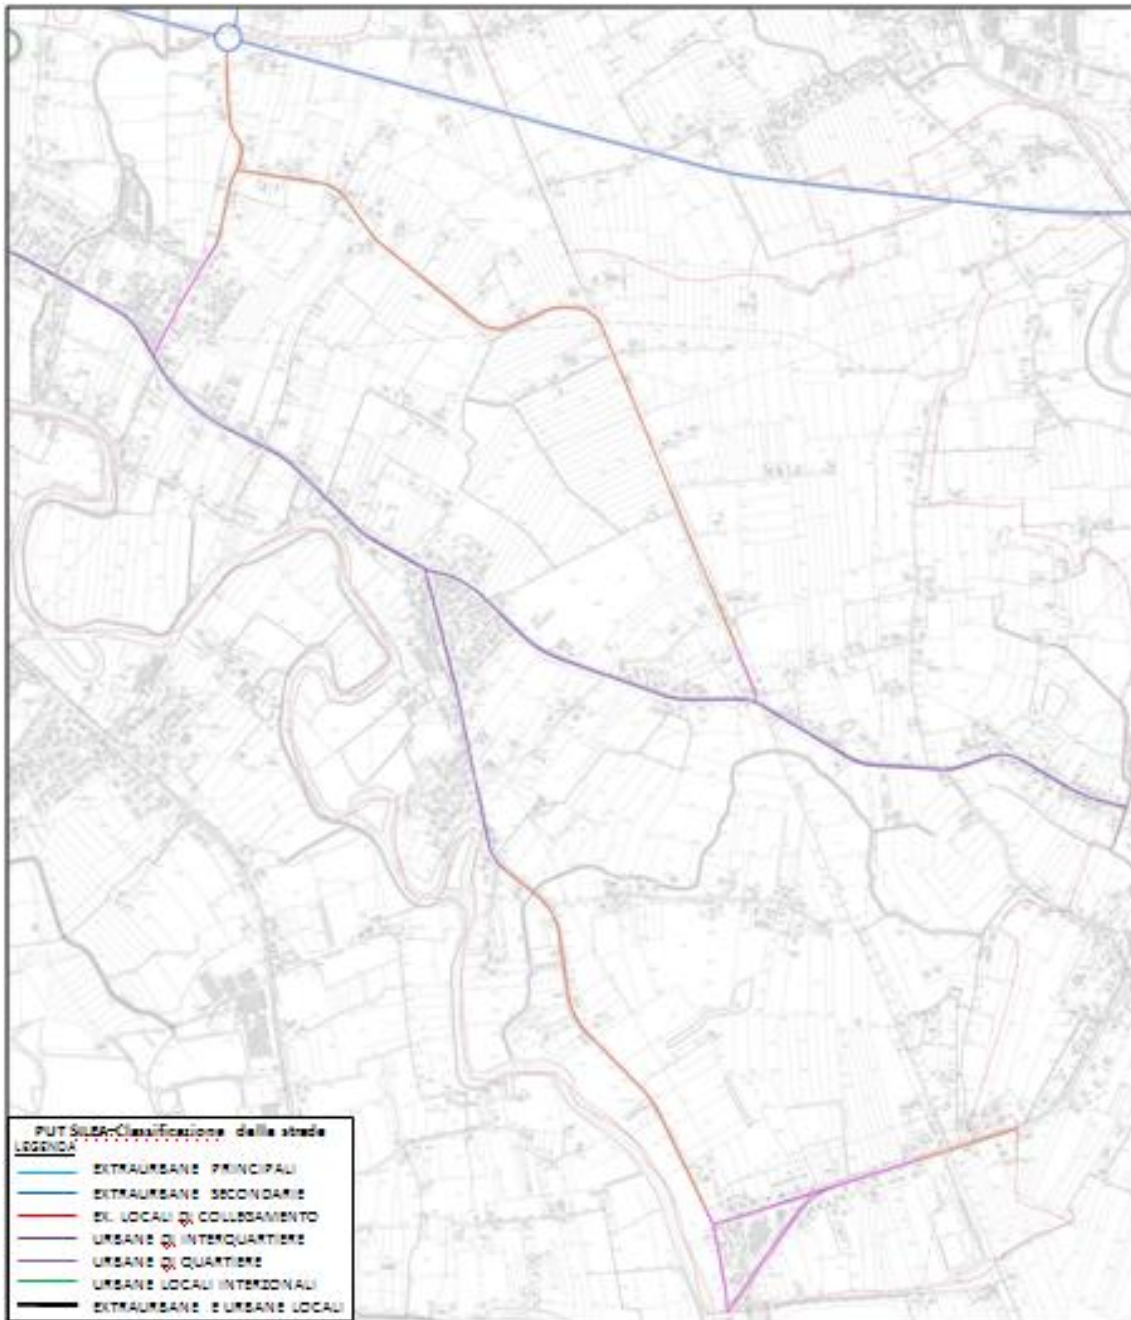 PUT SILEA-Classificazione delle strade
LEGENDA
EXTRAURBANE PRINCIPALI
EXTRAURBANE SECONDARIE
EX. LOCALI DI COLLEGAMENTO
URBANE DI INTERQUARTIERE
URBANE DI QUARTIERE
URBANE LOCALI INTERZONALI
EXTRAURBANE E URBANE LOCALI